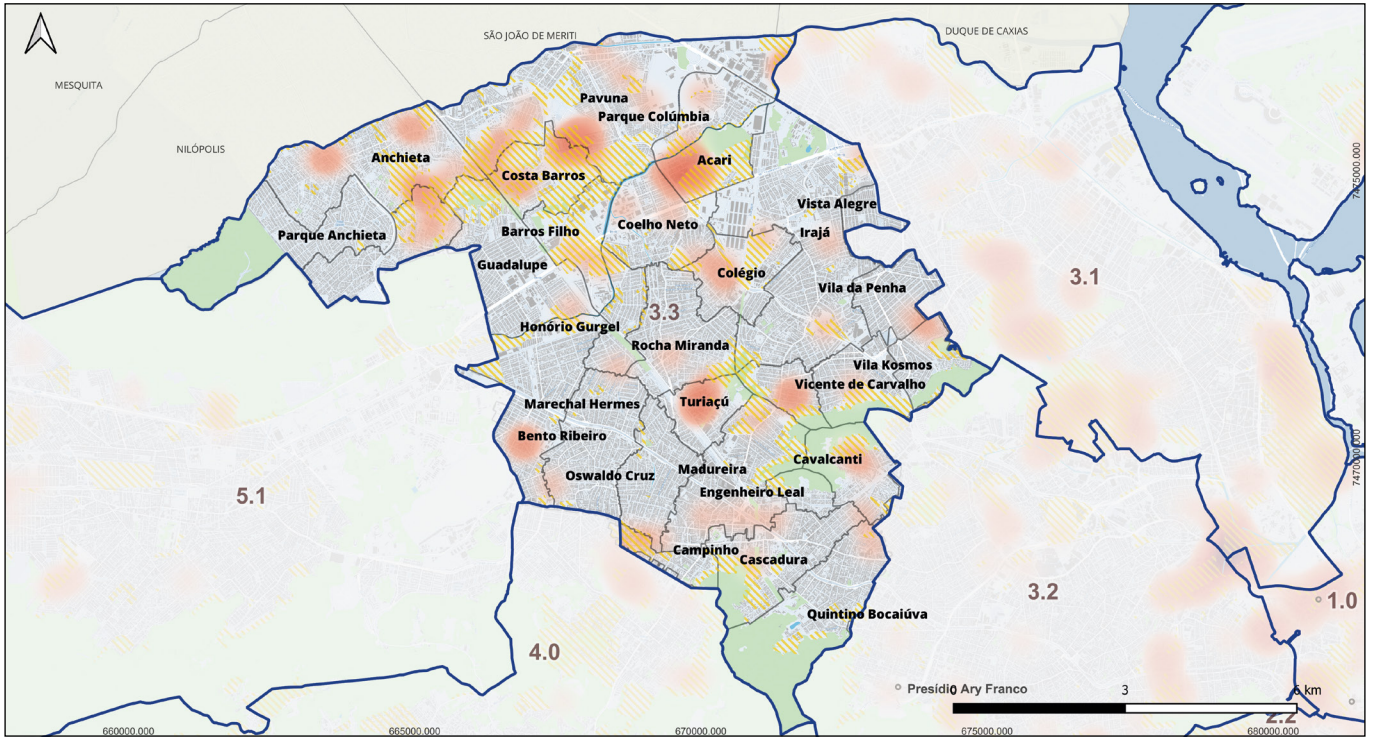 SÃO JOÃO DE MERITI
DUQUE DE CAXIAS
MESQUITA
NILÓPOLIS
Pavuna
Parque Colúmbia
Anchieta
Acari
Costa Barros
Vista Alegre
Coelho Neto
Barros Filho
Irajá
Parque Anchieta
Guadalupe
Colégio
3.1
Vila da Penha
3.3
Honório Gurgel
Rocha Miranda
Vila Kosmos
Vicente de Carvalho
Marechal Hermes
Turiaçú
Bento Ribeiro
Cavalcanti
Madureira
Oswaldo Cruz
Engenheiro Leal
5.1
Campinho
Cascadura
3.2
1.0
Quintino Bocaiúva
4.0
Presídio Ary Franco
0 3 6 km
2.2
660000.000 665000.000 670000.000 675000.000 680000.000
7475000.000
7470000.000